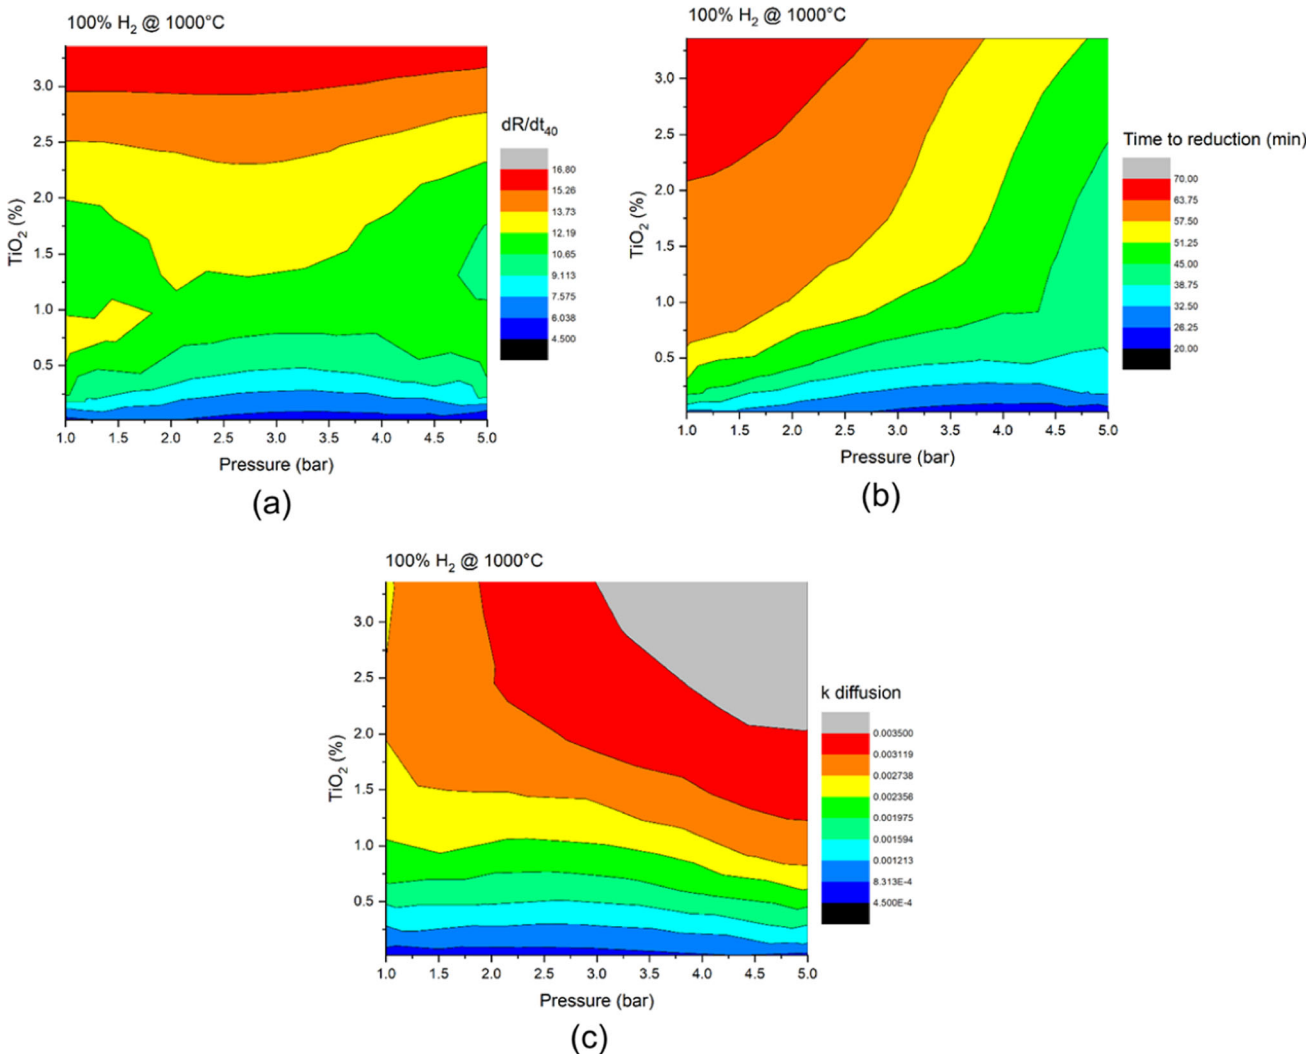 100% H2 @ 1000°C
TiO2 (%)
3.0
2.5
2.0
1.5
1.0
0.5
1.0 1.5 2.0 2.5 3.0 3.5 4.0 4.5 5.0
Pressure (bar)
dR/dt40
16.80
15.26
13.73
12.19
10.65
9.113
7.575
6.038
4.500
(a)
100% H2 @ 1000°C
TiO2 (%)
3.0
2.5
2.0
1.5
1.0
0.5
1.0 1.5 2.0 2.5 3.0 3.5 4.0 4.5 5.0
Pressure (bar)
Time to reduction (min)
70.00
63.75
57.50
51.25
45.00
38.75
32.50
26.25
20.00
(b)
100% H2 @ 1000°C
TiO2 (%)
3.0
2.5
2.0
1.5
1.0
0.5
1.0 1.5 2.0 2.5 3.0 3.5 4.0 4.5 5.0
Pressure (bar)
k diffusion
0.003500
0.003119
0.002738
0.002356
0.001975
0.001594
0.001213
8.313E-4
4.500E-4
(c)